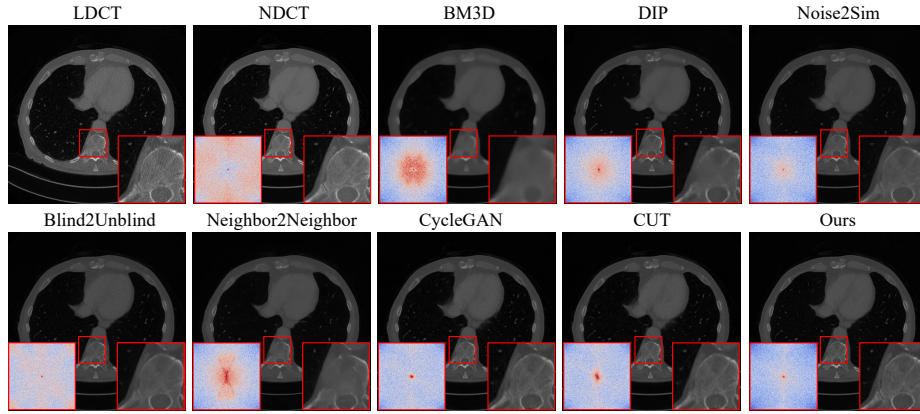 LDCT NDCT BM3D DIP Noise2Sim
Blind2Unblind Neighbor2Neighbor CycleGAN CUT Ours